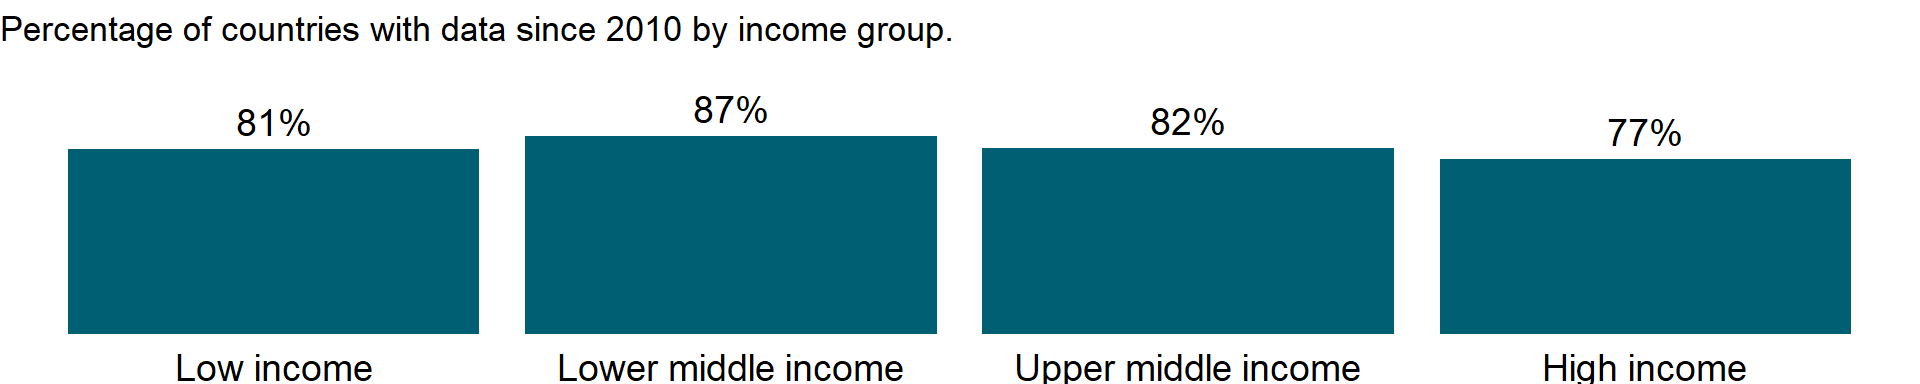 Percentage of countries with data since 2010 by income group.
81%
87%
82%
77%
Low income
Lower middle income
Upper middle income
High income